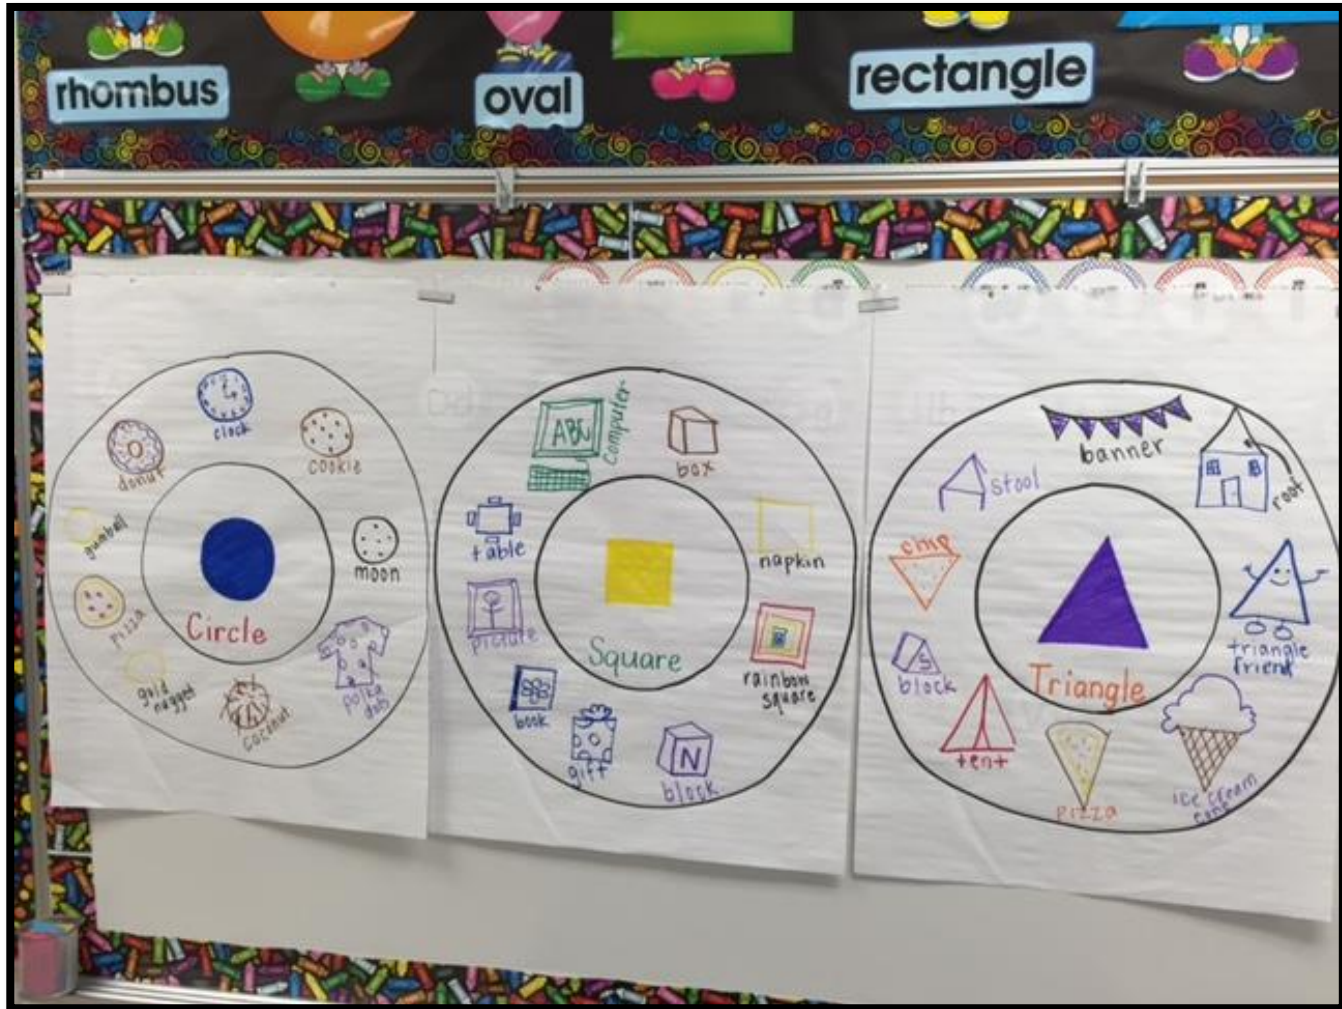 rhombus
oval
rectangle
clock
donut
cookie
gumball
moon
pizza
Circle
gold
nugget
coconut
polka
dots
ABC
computer
box
table
napkin
picture
Square
rainbow
square
book
gift
N
block
banner
stool
roof
chip
triangle
friend
S
block
Triangle
tent
pizza
ice cream
cone